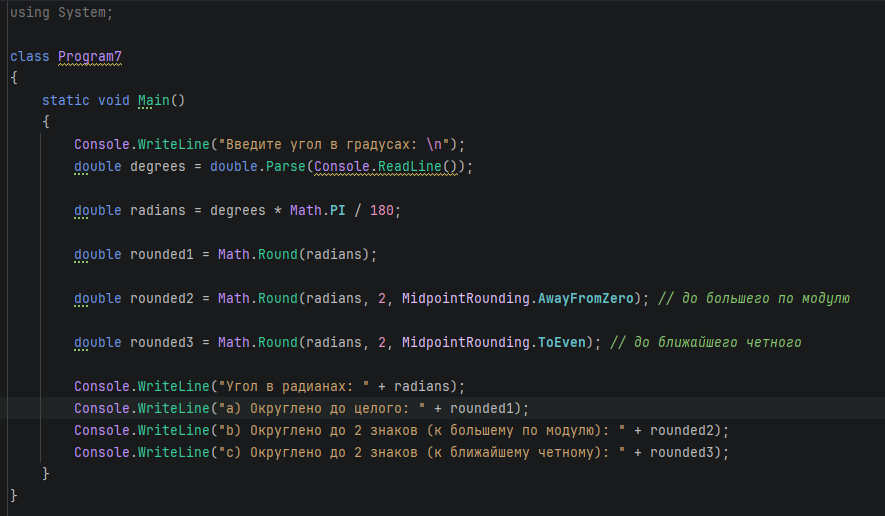 using System;
class Program7
{
static void Main()
{
Console.WriteLine("Введите угол в градусах: \n");
double degrees = double.Parse(Console.ReadLine());
double radians = degrees * Math.PI / 180;
double rounded1 = Math.Round(radians);
double rounded2 = Math.Round(radians, 2, MidpointRounding.AwayFromZero); // до большего по модулю
double rounded3 = Math.Round(radians, 2, MidpointRounding.ToEven); // до ближайшего четного
Console.WriteLine("Угол в радианах: " + radians);
Console.WriteLine("a) Округлено до целого: " + rounded1);
Console.WriteLine("b) Округлено до 2 знаков (к большему по модулю): " + rounded2);
Console.WriteLine("c) Округлено до 2 знаков (к ближайшему четному): " + rounded3);
}
}